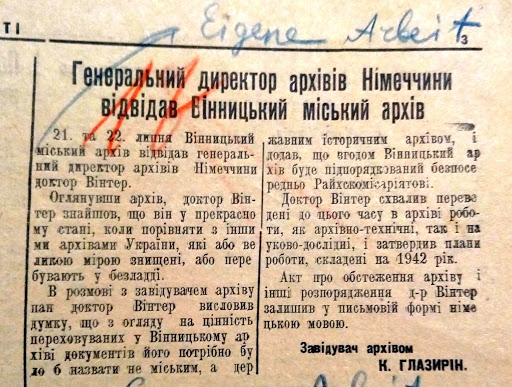 ТІ
Eigene Arbeit
3
Генеральний директор архівів Німеччини
відвідав Вінницький міський архів
21. та 22. липня Вінницький
міський архів відвідав генераль-
ний директор архівів Німеччини
доктор Вінтер.
Оглянувши архів, доктор Він-
тер знайшов, що він у прекрасно
му стані, коли порівняти з інши
ми архівами України, які або ве
ликою мірою знищені, або пере
бувають у безладді.
В розмові з завідувачем архіву
пан доктор Вінтер висловив
думку, що з огляду на цінність
переховуваних у Вінницькому ар
хіві документів його потрібно бу
ло б назвати не міським, а дер
жавним історичним архівом, і
додав, що вгодом Вінницький ар
хів буде підпорядкований безпосе
редньо Райхскомісаріятові.
Доктор Вінтер схвалив переве
дені до цього часу в архіві робо-
ти, як архівно-технічні, так і на
уково-дослідні, і затвердив плани
роботи, складені на 1942 рік.
Акт про обстеження архіву і
інші розпорядження д-р Вінтер
залишив у письмовій формі німе
цькою мовою.
Завідувач архівом
К. ГЛАЗИРІН.